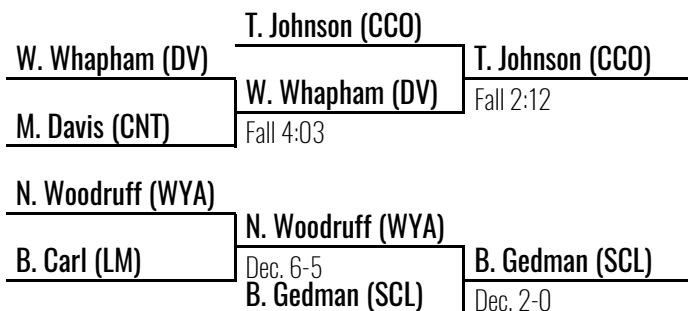 T. Johnson (CCO)
W. Whapham (DV)
T. Johnson (CCO)
W. Whapham (DV)
Fall 2:12
M. Davis (CNT)
Fall 4:03
N. Woodruff (WYA)
N. Woodruff (WYA)
B. Carl (LM)
Dec. 6-5
B. Gedman (SCL)
B. Gedman (SCL)
Dec. 2-0